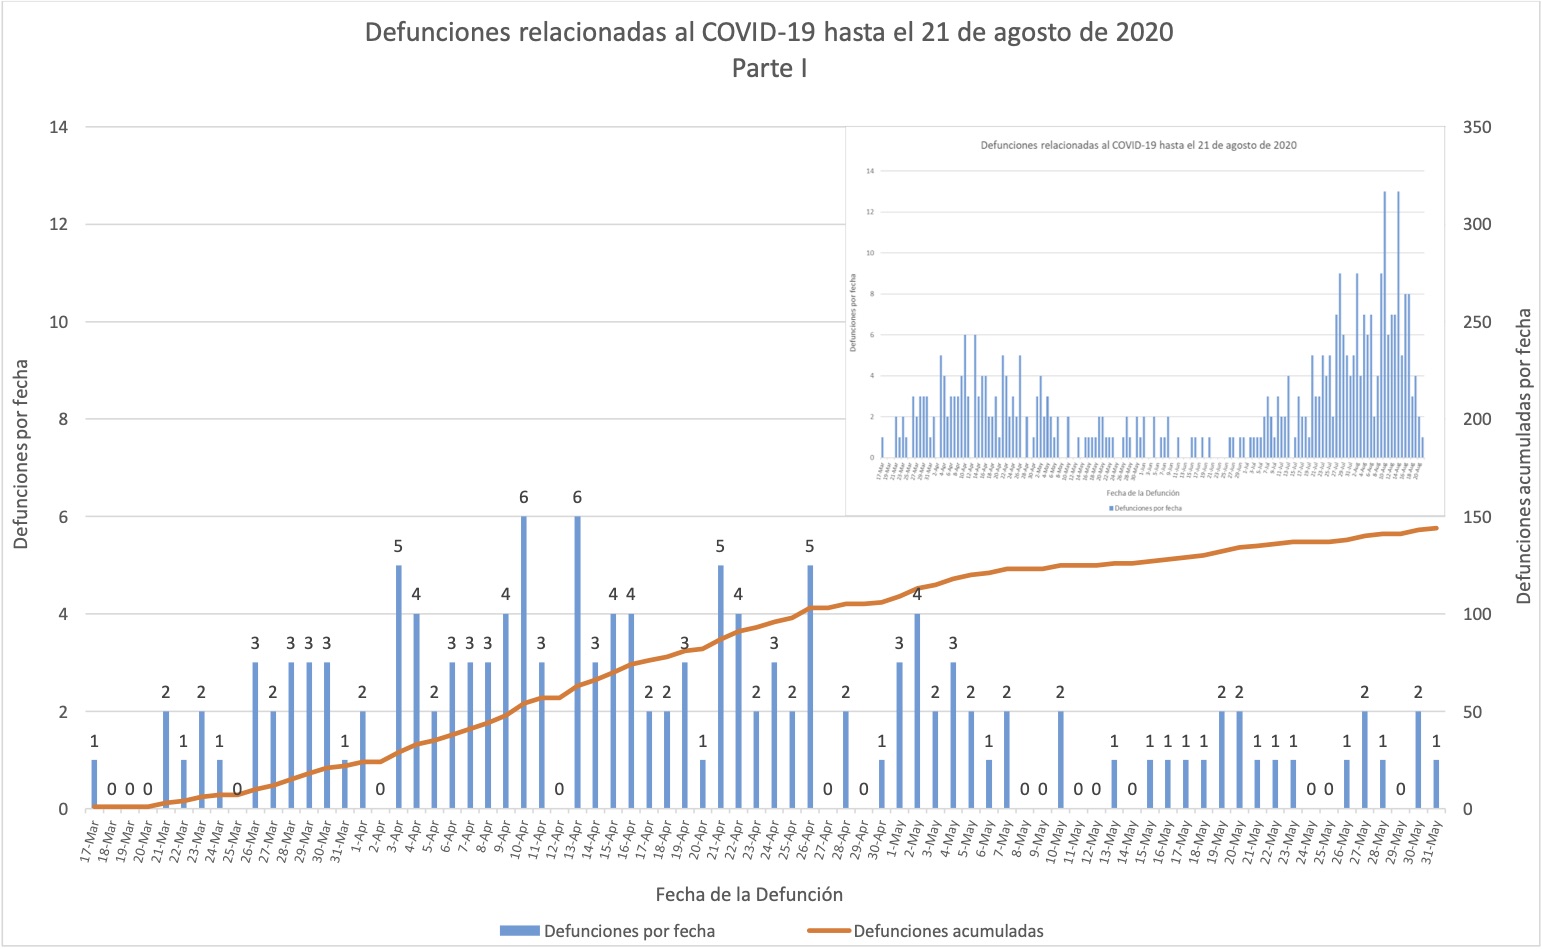 Defunciones relacionadas al COVID-19 hasta el 21 de agosto de 2020
Parte I
14
12
10
8
6
4
2
0
Defunciones por fecha
350
300
250
200
150
100
50
0
Defunciones acumuladas por fecha
1 0 0 0 2 1 2 1 0 3 2 3 3 3 1 2 0 5 4 2 3 3 3 4 6 3 0 6 3 4 4 2 2 3 1 5 4 2 3 2 5 0 2 0 1 3 4 2 3 2 1 2 0 0 2 0 0 1 0 1 1 1 1 2 2 1 1 1 0 0 1 2 1 0 2 1
17-Mar 18-Mar 19-Mar 20-Mar 21-Mar 22-Mar 23-Mar 24-Mar 25-Mar 26-Mar 27-Mar 28-Mar 29-Mar 30-Mar 31-Mar 1-Apr 2-Apr 3-Apr 4-Apr 5-Apr 6-Apr 7-Apr 8-Apr 9-Apr 10-Apr 11-Apr 12-Apr 13-Apr 14-Apr 15-Apr 16-Apr 17-Apr 18-Apr 19-Apr 20-Apr 21-Apr 22-Apr 23-Apr 24-Apr 25-Apr 26-Apr 27-Apr 28-Apr 29-Apr 30-Apr 1-May 2-May 3-May 4-May 5-May 6-May 7-May 8-May 9-May 10-May 11-May 12-May 13-May 14-May 15-May 16-May 17-May 18-May 19-May 20-May 21-May 22-May 23-May 24-May 25-May 26-May 27-May 28-May 29-May 30-May 31-May
Fecha de la Defunción
Defunciones por fecha
Defunciones acumuladas
Defunciones relacionadas al COVID-19 hasta el 21 de agosto de 2020
14
12
10
8
6
4
2
0
Defunciones por fecha
Fecha de la Defunción
Defunciones por fecha